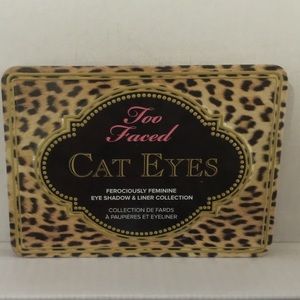 Too
Faced
CAT EYES
FEROCIOUSLY FEMININE
EYE SHADOW & LINER COLLECTION
COLLECTION DE FARDS
À PAUPIÈRES ET EYELINER